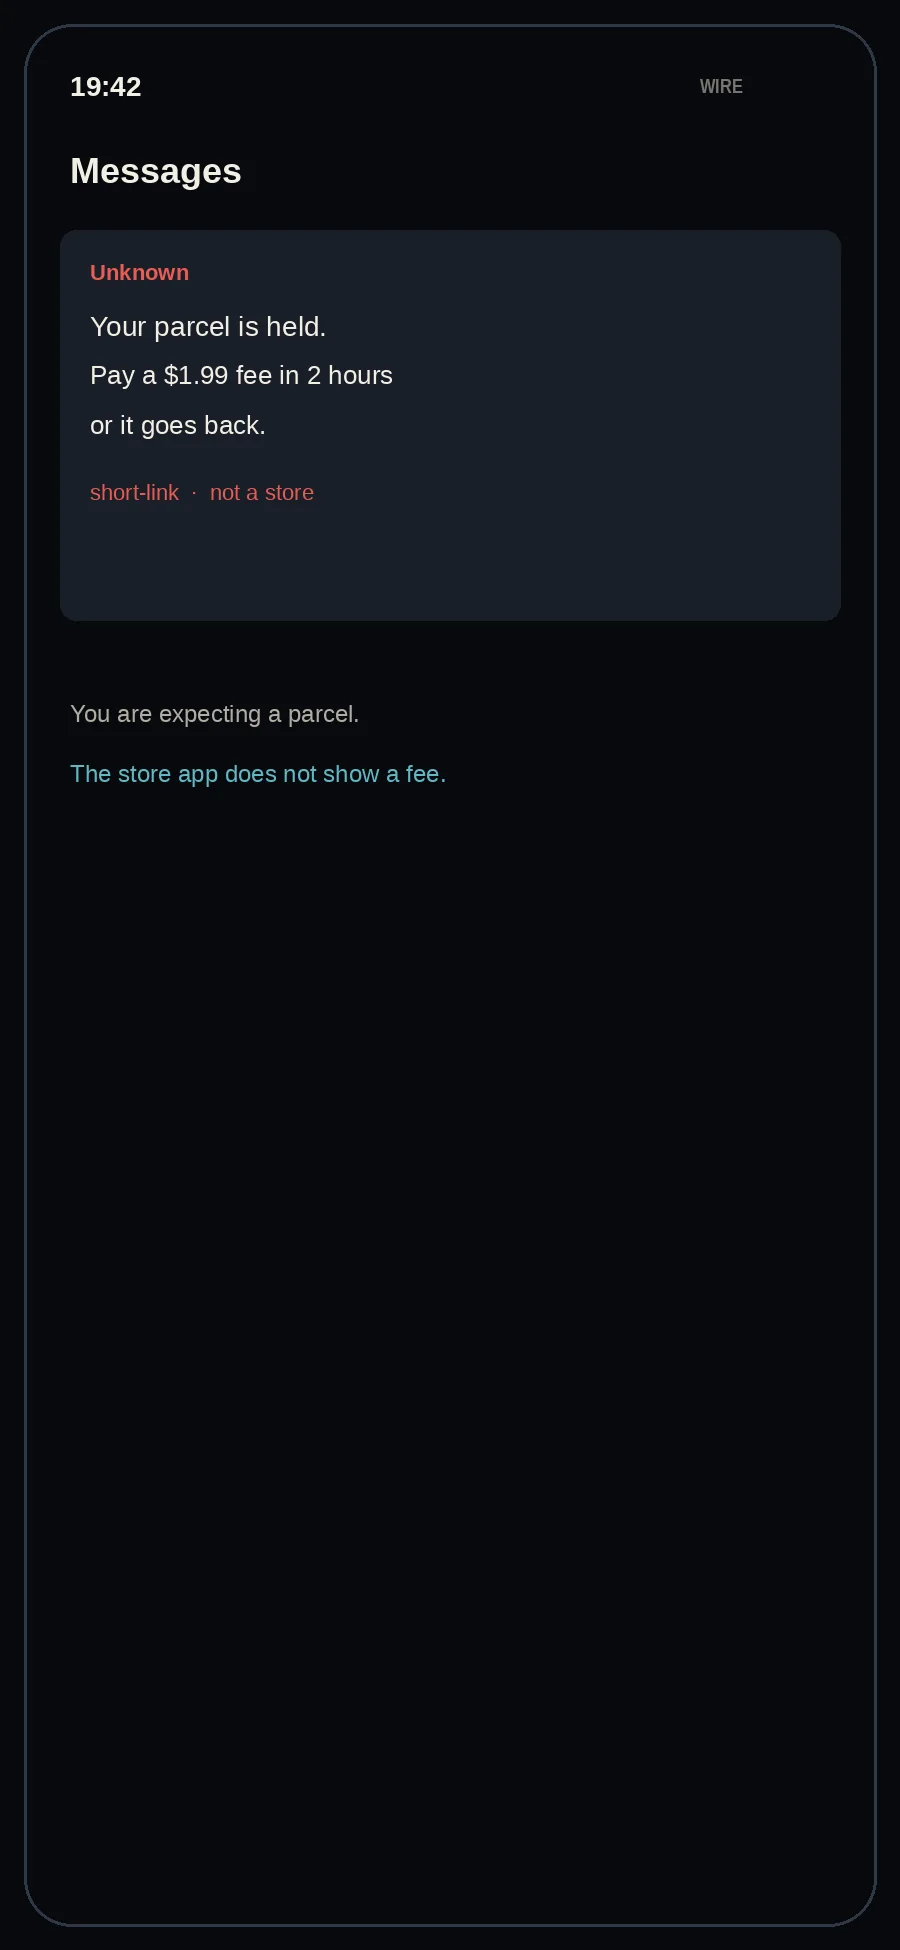 19:42
WIRE
Messages
Unknown
Your parcel is held.
Pay a $1.99 fee in 2 hours
or it goes back.
short-link · not a store
You are expecting a parcel.
The store app does not show a fee.